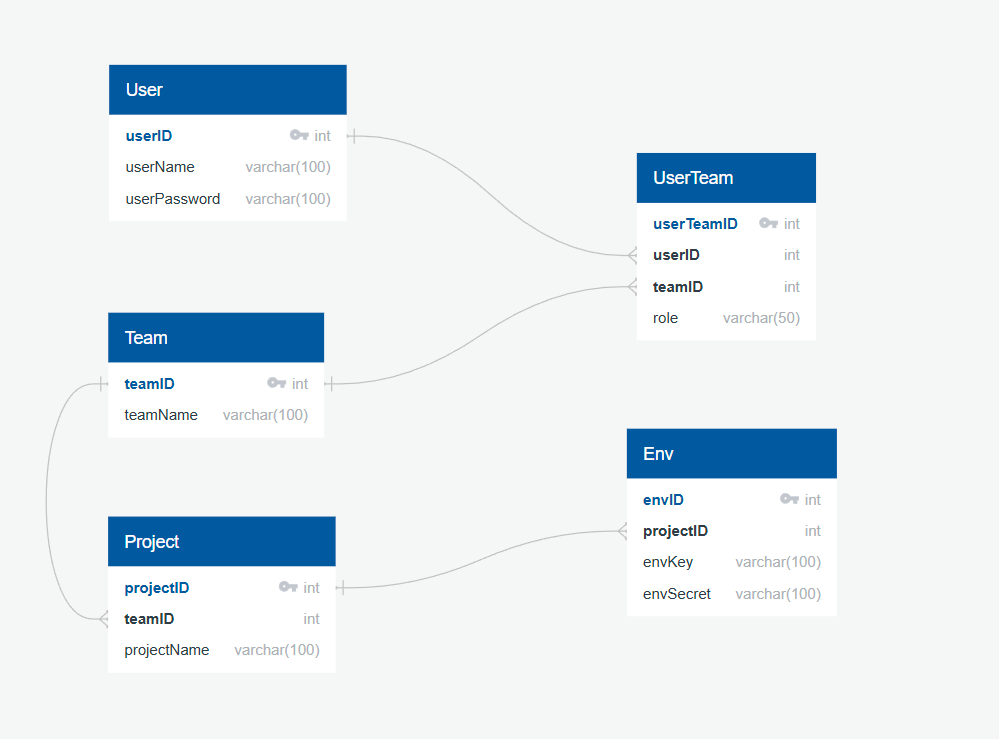 User
userID int
userName varchar(100)
userPassword varchar(100)
UserTeam
userTeamID int
userID int
teamID int
role varchar(50)
Team
teamID int
teamName varchar(100)
Env
envID int
projectID int
envKey varchar(100)
envSecret varchar(100)
Project
projectID int
teamID int
projectName varchar(100)